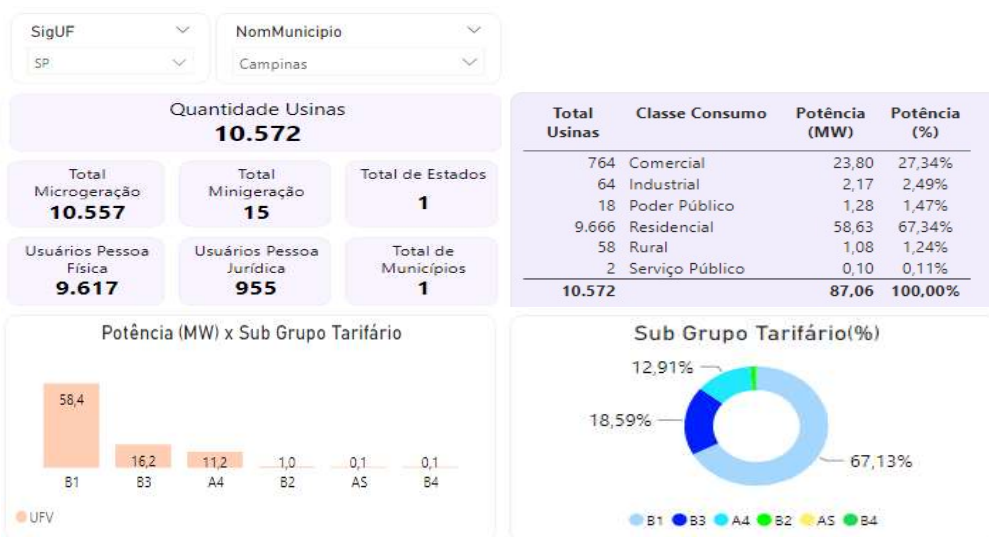 SigUF
SP
NomMunicipio
Campinas
Quantidade Usinas
10.572
Total
Microgeração
10.557
Total
Minigeração
15
Total de Estados
1
Usuários Pessoa
Física
9.617
Usuários Pessoa
Jurídica
955
Total de
Municípios
1
Total Usinas Classe Consumo Potência (MW) Potência (%)
764 Comercial 23,80 27,34%
64 Industrial 2,17 2,49%
18 Poder Público 1,28 1,47%
9.666 Residencial 58,63 67,34%
58 Rural 1,08 1,24%
2 Serviço Público 0,10 0,11%
10.572 87,06 100,00%
Potência (MW) x Sub Grupo Tarifário
58,4 16,2 11,2 1,0 0,1 0,1
B1 B3 A4 B2 AS B4
UFV
Sub Grupo Tarifário(%)
12,91%
18,59%
67,13%
B1 B3 A4 B2 AS B4